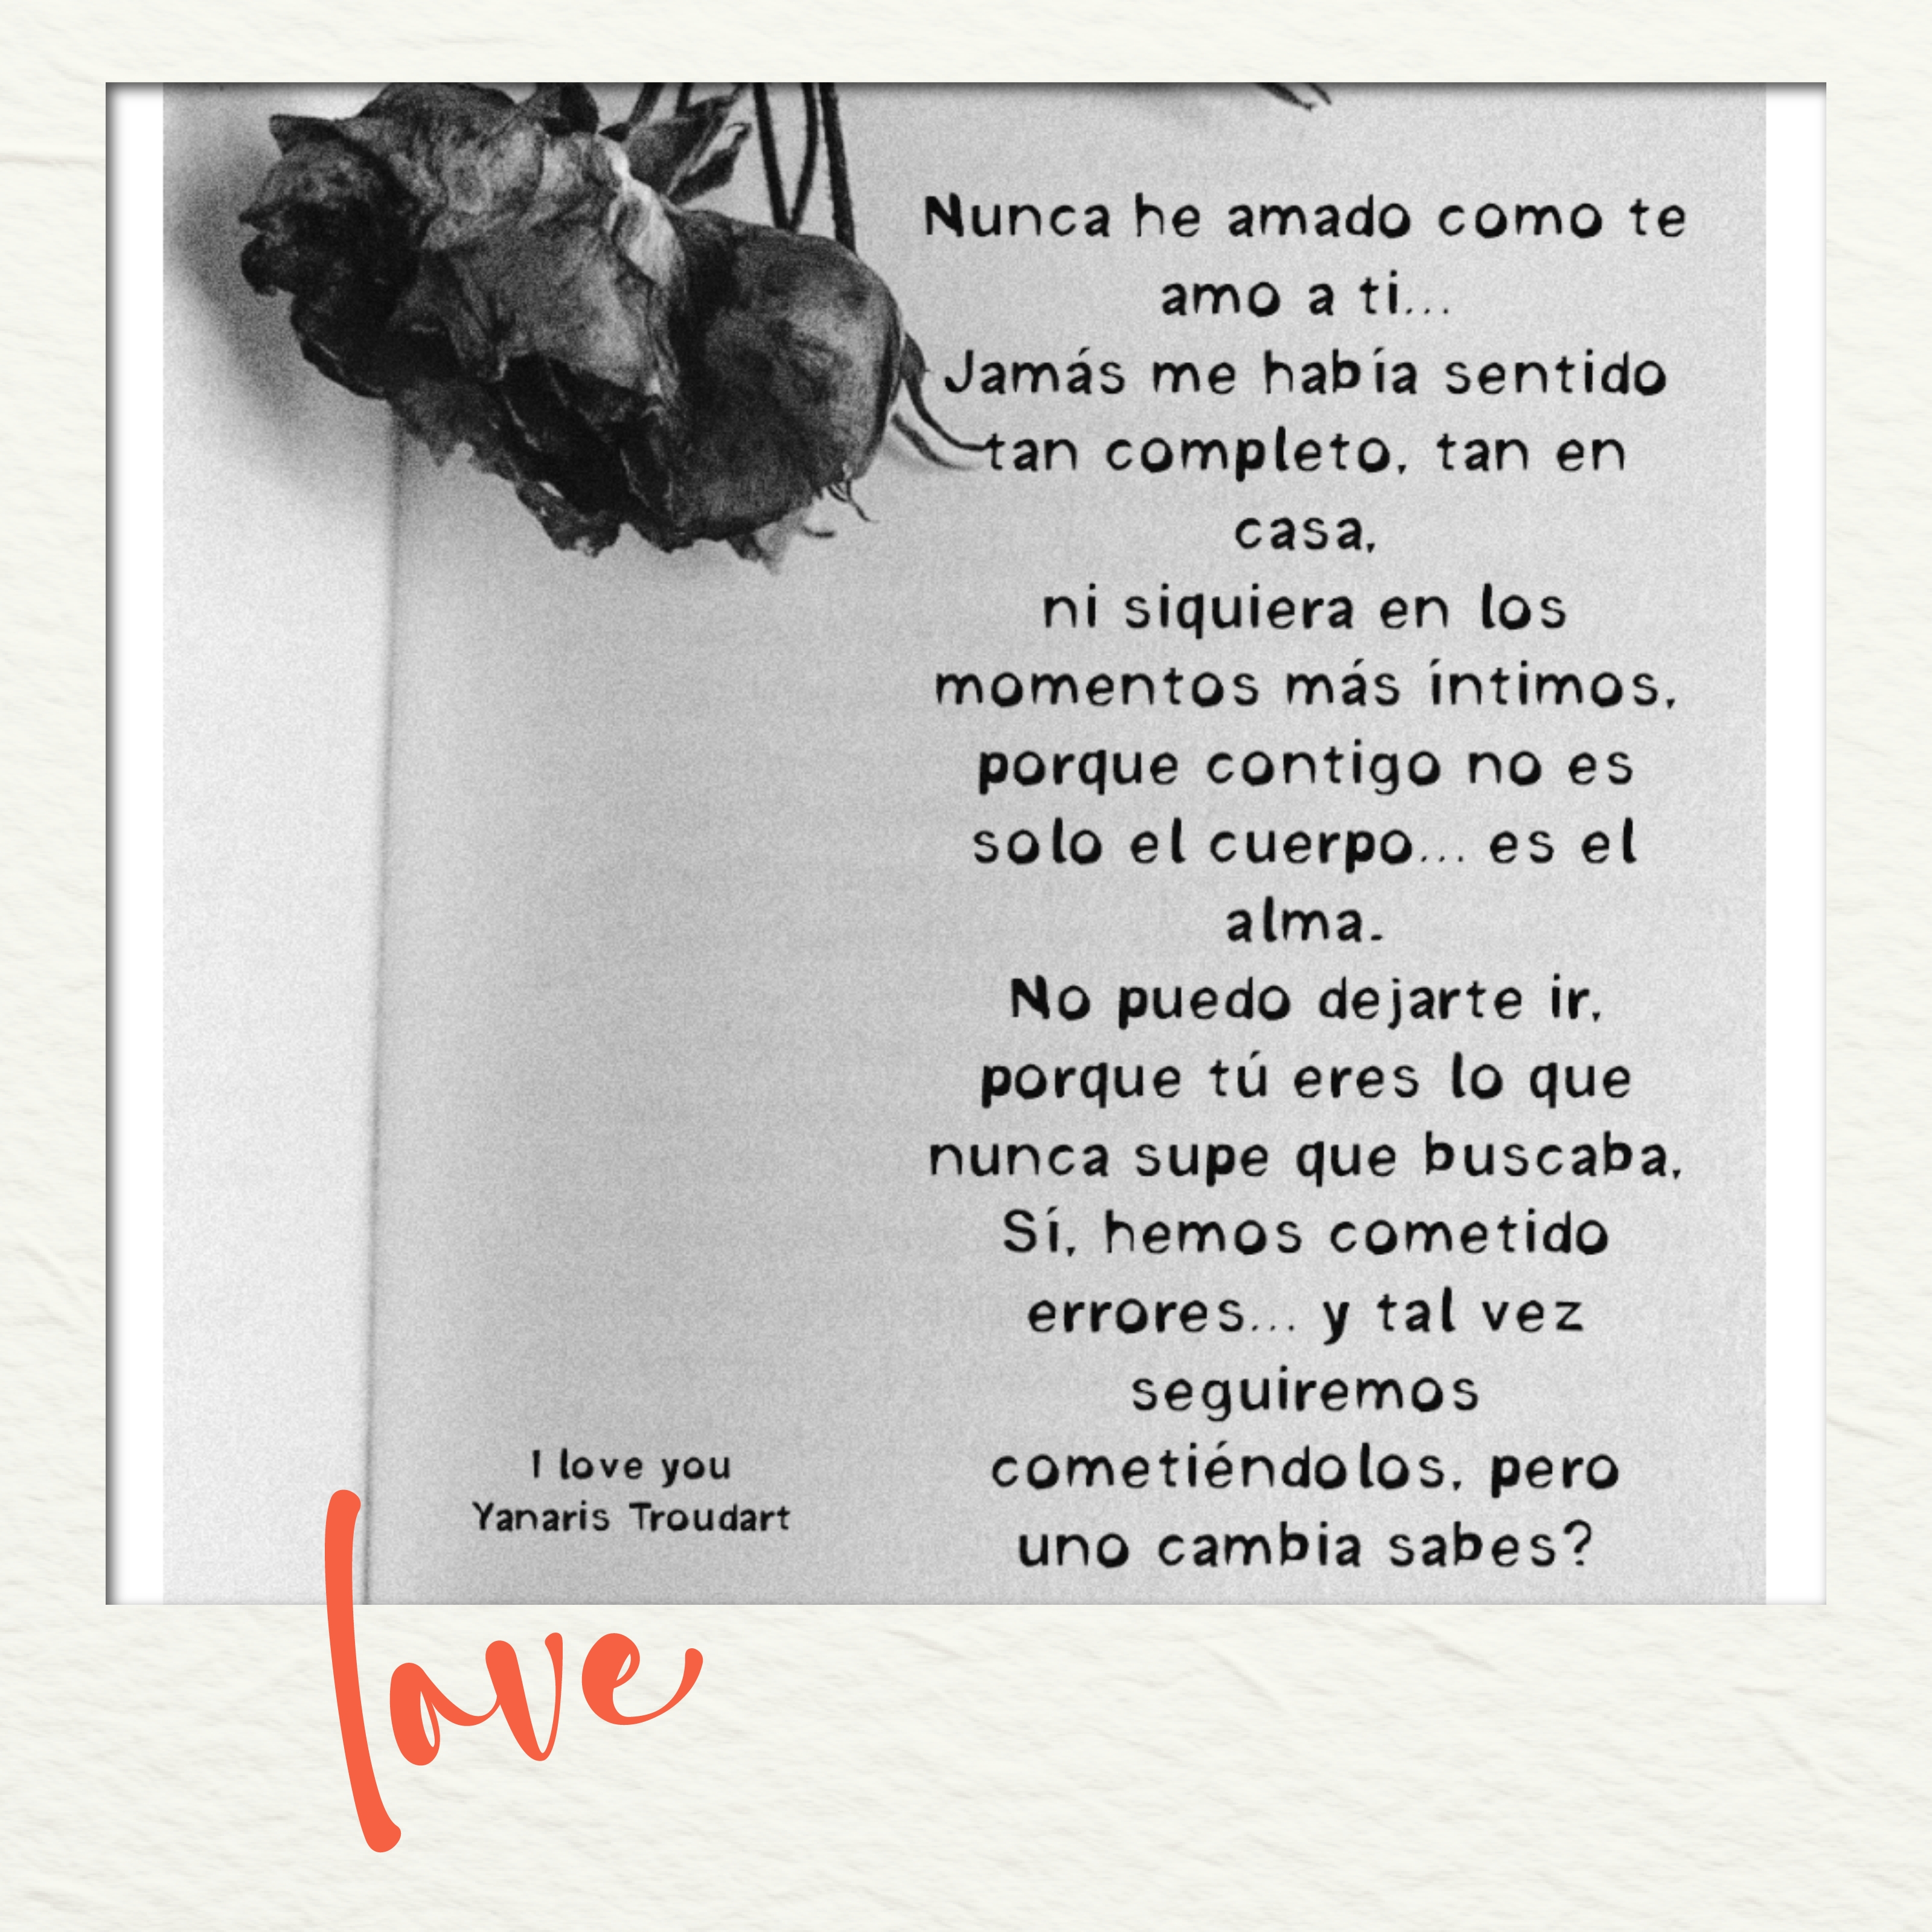 Nunca he amado como te
amo a ti...
Jamás me había sentido
tan completo, tan en
casa,
ni siquiera en los
momentos más íntimos,
porque contigo no es
solo el cuerpo... es el
alma.
No puedo dejarte ir,
porque tú eres lo que
nunca supe que buscaba,
Sí, hemos cometido
errores... y tal vez
seguiremos
cometiéndolos, pero
uno cambia sabes?
I love you
Yanaris Troudart
love